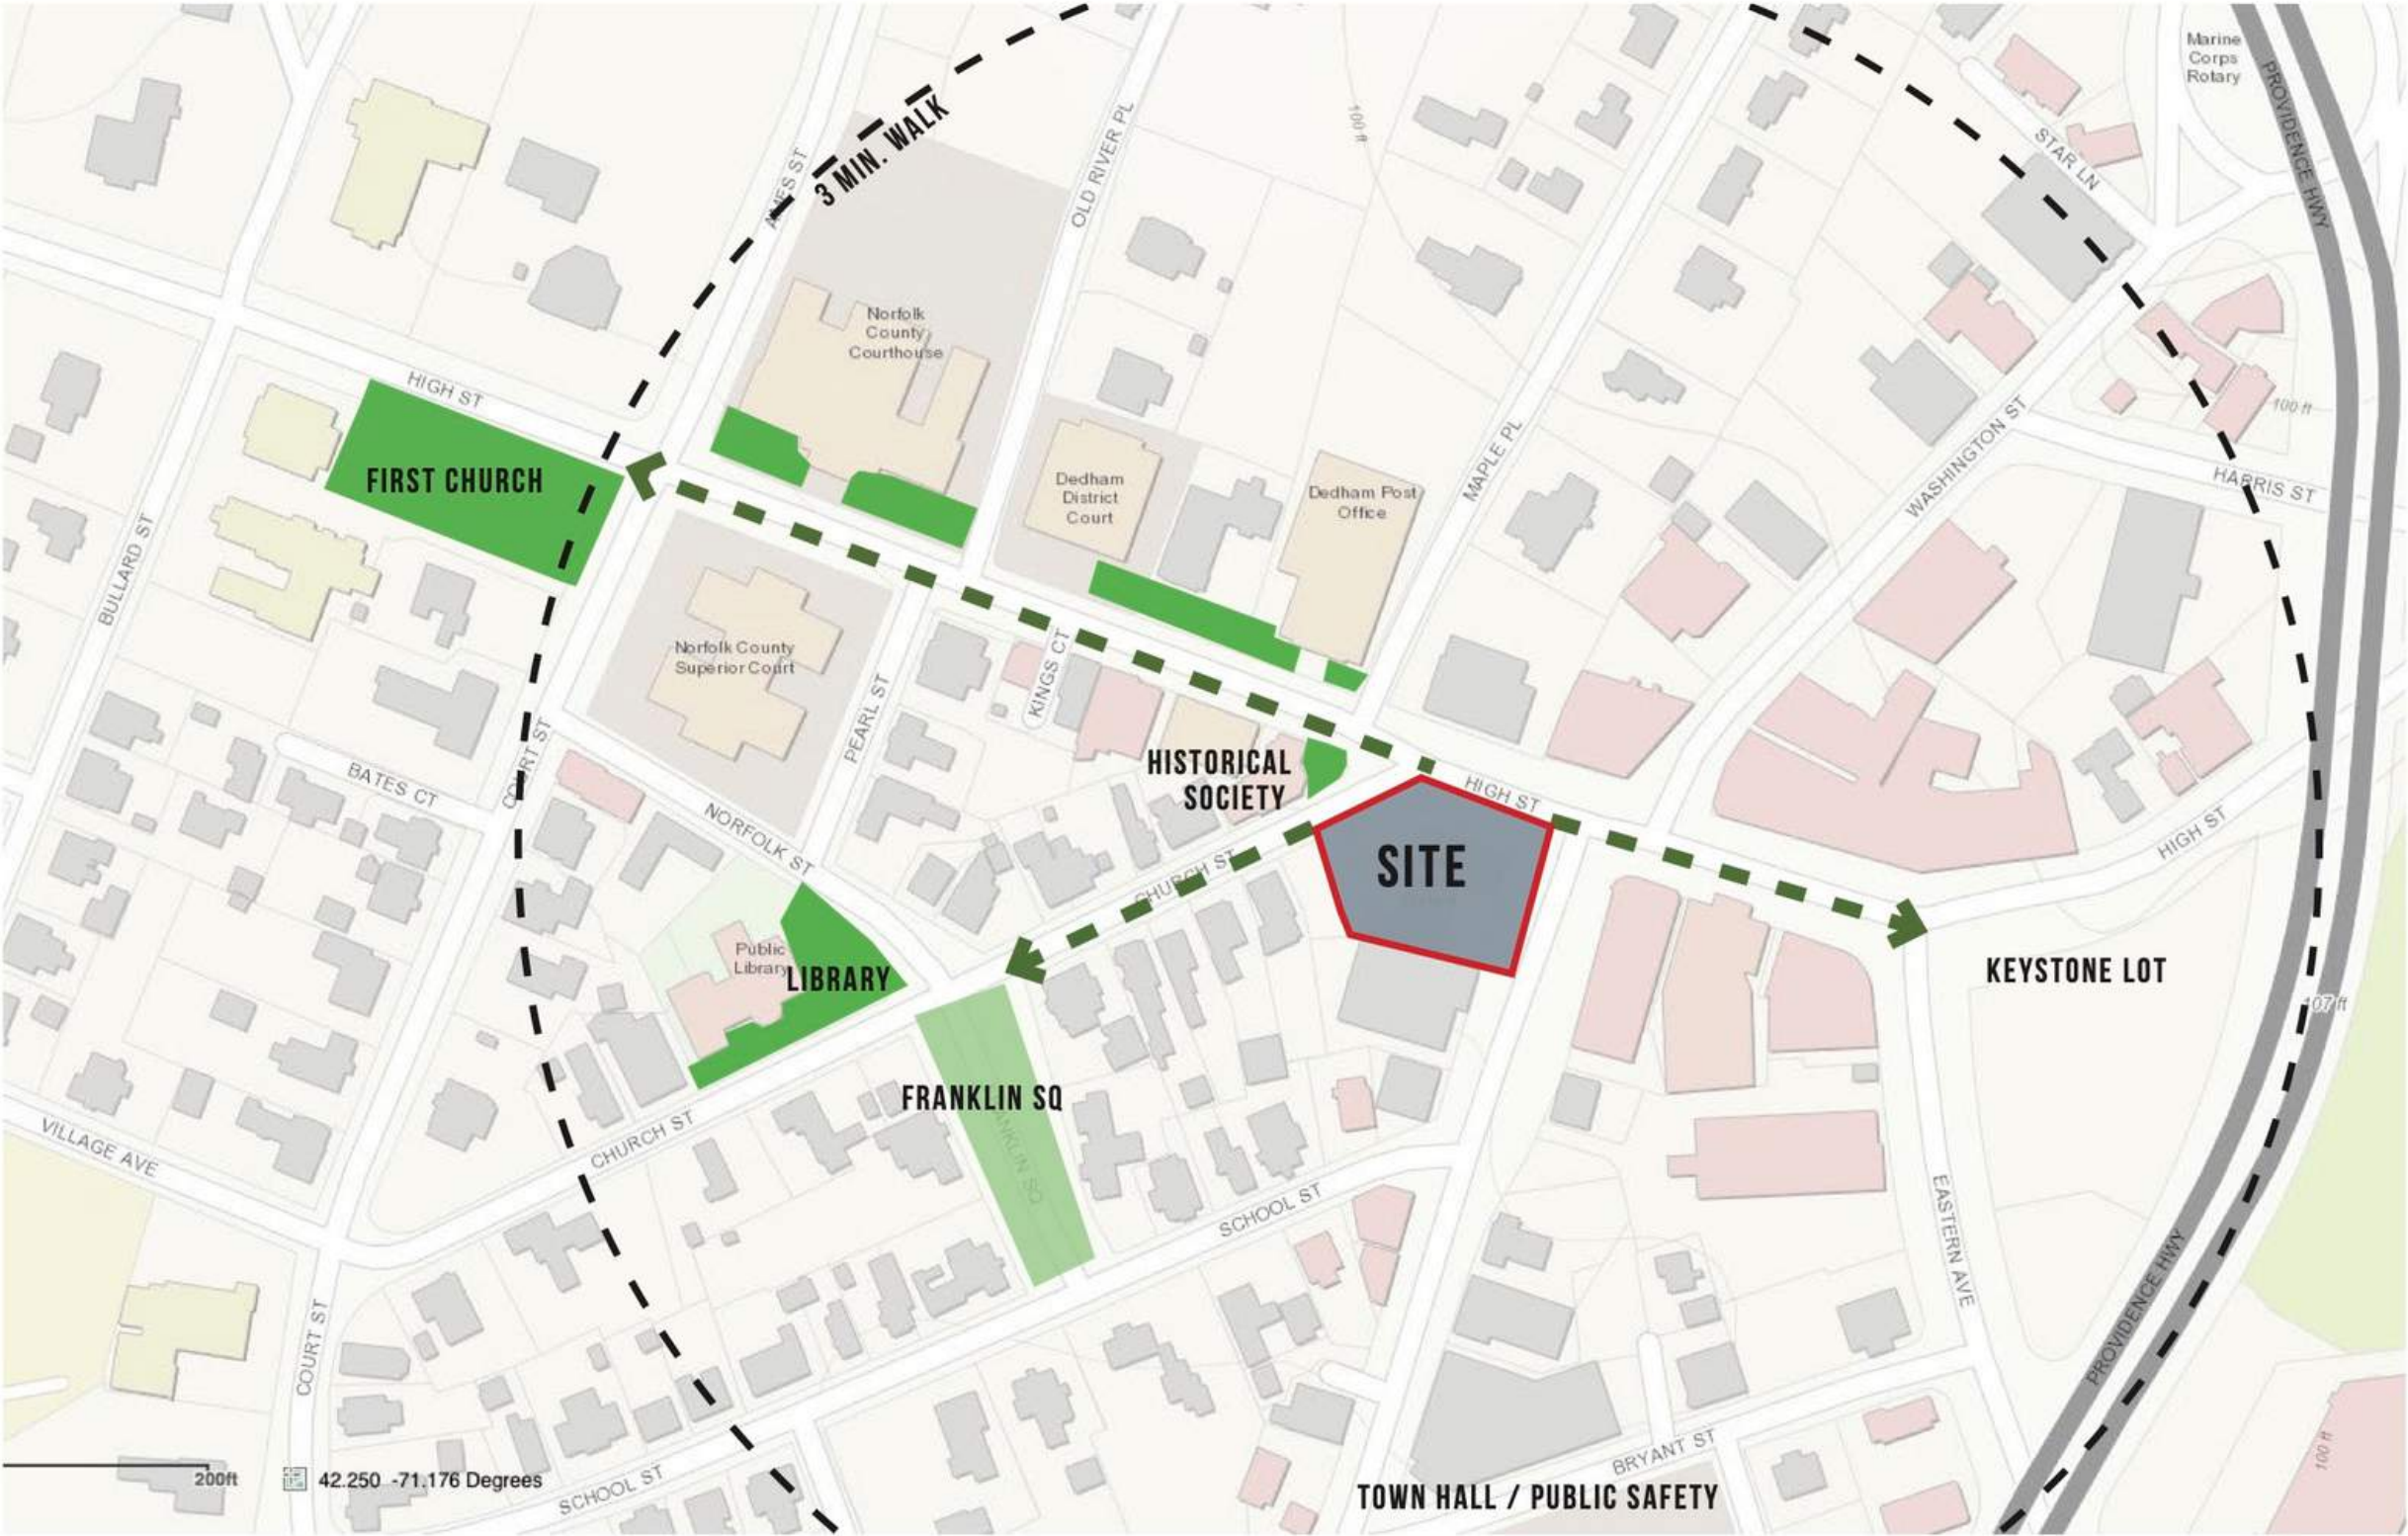 Marine
Corps
Rotary
PROVIDENCE HWY
STAR LN
100 ft
3 MIN. WALK
AMES ST
OLD RIVER PL
Norfolk
County
Courthouse
HIGH ST
FIRST CHURCH
Dedham
District
Court
Dedham Post
Office
MAPLE PL
WASHINGTON ST
100 ft
HARRIS ST
BULLARD ST
Norfolk County
Superior Court
KINGS CT
PEARL ST
COURT ST
BATES CT
NORFOLK ST
HISTORICAL
SOCIETY
HIGH ST
SITE
HIGH ST
CHURCH ST
Public
Library
LIBRARY
KEYSTONE LOT
107 ft
FRANKLIN SQ
FRANKLIN SQ
VILLAGE AVE
CHURCH ST
SCHOOL ST
EASTERN AVE
PROVIDENCE HWY
COURT ST
BRYANT ST
100 ft
200ft
42.250 -71.176 Degrees
SCHOOL ST
TOWN HALL / PUBLIC SAFETY